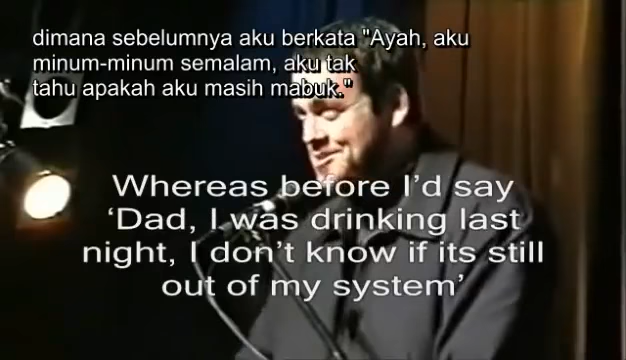 dimana sebelumnya aku berkata "Ayah, aku
minum-minum semalam, aku tak
tahu apakah aku masih mabuk."
Whereas before I'd say
‘Dad, I was drinking last
night, I don't know if its still
out of my system’